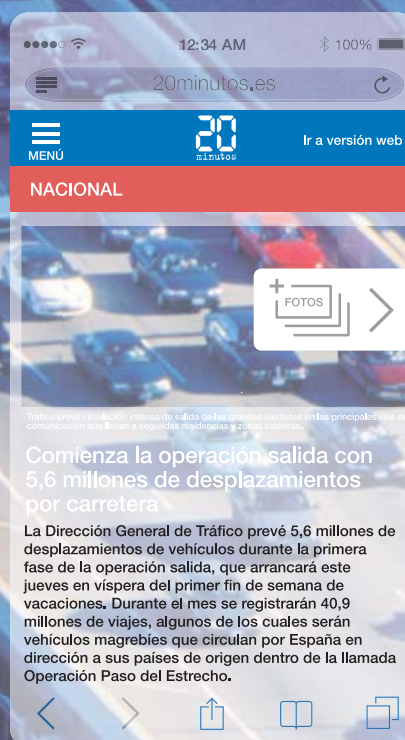 12:34 AM
100%
20minutos.es
MENÚ
20
minutos
Ir a versión web
NACIONAL
FOTOS
Tráfico prevé circulación intensa de salida de las grandes ciudades en las principales vías de
comunicación que llevan a segundas residencias y zonas costeras.
Comienza la operación salida con
5,6 millones de desplazamientos
por carretera
La Dirección General de Tráfico prevé 5,6 millones de
desplazamientos de vehículos durante la primera
fase de la operación salida, que arrancará este
jueves en víspera del primer fin de semana de
vacaciones. Durante el mes se registrarán 40,9
millones de viajes, algunos de los cuales serán
vehículos magrebíes que circulan por España en
dirección a sus países de origen dentro de la llamada
Operación Paso del Estrecho.